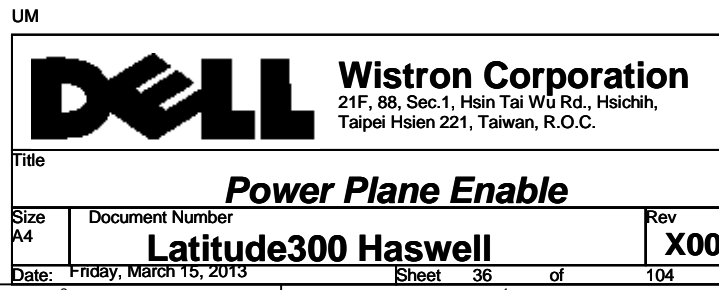 UM
DELL
Wistron Corporation
21F, 88, Sec.1, Hsin Tai Wu Rd., Hsichih,
Taipei Hsien 221, Taiwan, R.O.C.
Title
Power Plane Enable
Size Document Number Rev
A4 Latitude300 Haswell X00
Date: Friday, March 15, 2013 Sheet 36 of 104